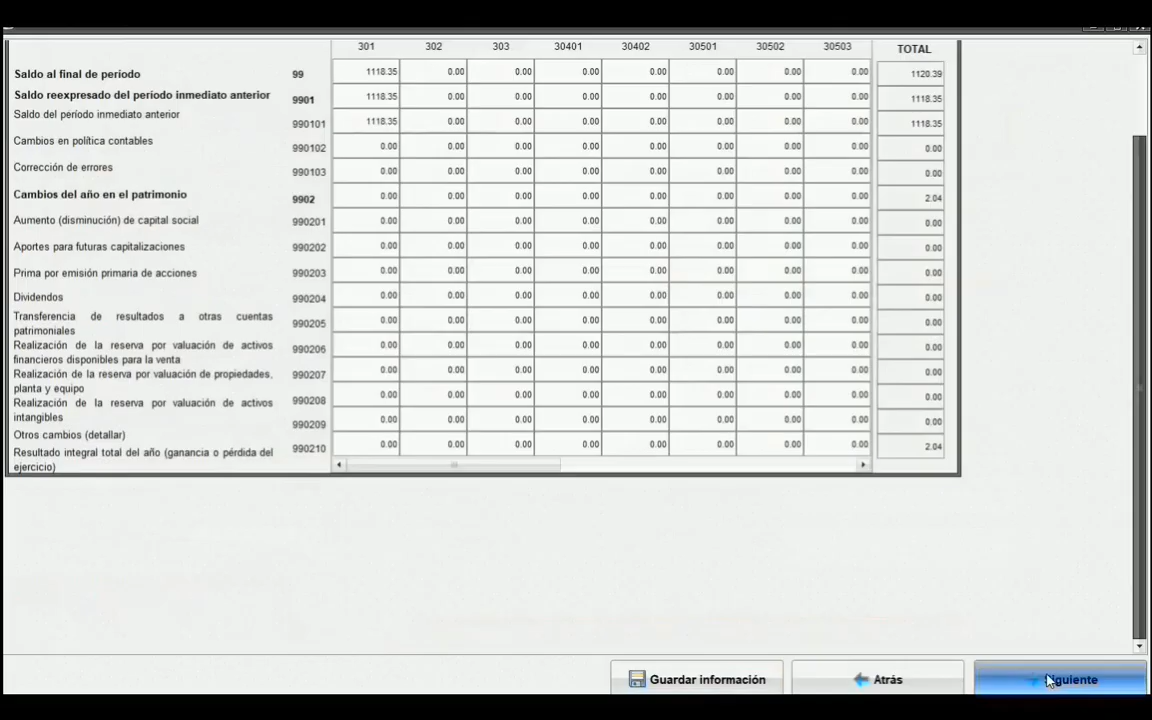 301 302 303 30401 30402 30501 30502 30503 TOTAL
Saldo al final de período 99 1118.35 0.00 0.00 0.00 0.00 0.00 0.00 0.00 1120.39
Saldo reexpresado del período inmediato anterior 9901 1118.35 0.00 0.00 0.00 0.00 0.00 0.00 0.00 1118.35
Saldo del período inmediato anterior 990101 1118.35 0.00 0.00 0.00 0.00 0.00 0.00 0.00 1118.35
Cambios en política contables 990102 0.00 0.00 0.00 0.00 0.00 0.00 0.00 0.00 0.00
Corrección de errores 990103 0.00 0.00 0.00 0.00 0.00 0.00 0.00 0.00 0.00
Cambios del año en el patrimonio 9902 0.00 0.00 0.00 0.00 0.00 0.00 0.00 0.00 2.04
Aumento (disminución) de capital social 990201 0.00 0.00 0.00 0.00 0.00 0.00 0.00 0.00 0.00
Aportes para futuras capitalizaciones 990202 0.00 0.00 0.00 0.00 0.00 0.00 0.00 0.00 0.00
Prima por emisión primaria de acciones 990203 0.00 0.00 0.00 0.00 0.00 0.00 0.00 0.00 0.00
Dividendos 990204 0.00 0.00 0.00 0.00 0.00 0.00 0.00 0.00 0.00
Transferencia de resultados a otras cuentas
patrimoniales 990205 0.00 0.00 0.00 0.00 0.00 0.00 0.00 0.00 0.00
Realización de la reserva por valuación de activos
financieros disponibles para la venta 990206 0.00 0.00 0.00 0.00 0.00 0.00 0.00 0.00 0.00
Realización de la reserva por valuación de propiedades,
planta y equipo 990207 0.00 0.00 0.00 0.00 0.00 0.00 0.00 0.00 0.00
Realización de la reserva por valuación de activos
intangibles 990208 0.00 0.00 0.00 0.00 0.00 0.00 0.00 0.00 0.00
Otros cambios (detallar) 990209 0.00 0.00 0.00 0.00 0.00 0.00 0.00 0.00 0.00
Resultado integral total del año (ganancia o pérdida del
ejercicio) 990210 0.00 0.00 0.00 0.00 0.00 0.00 0.00 0.00 2.04
Guardar información Atrás Siguiente